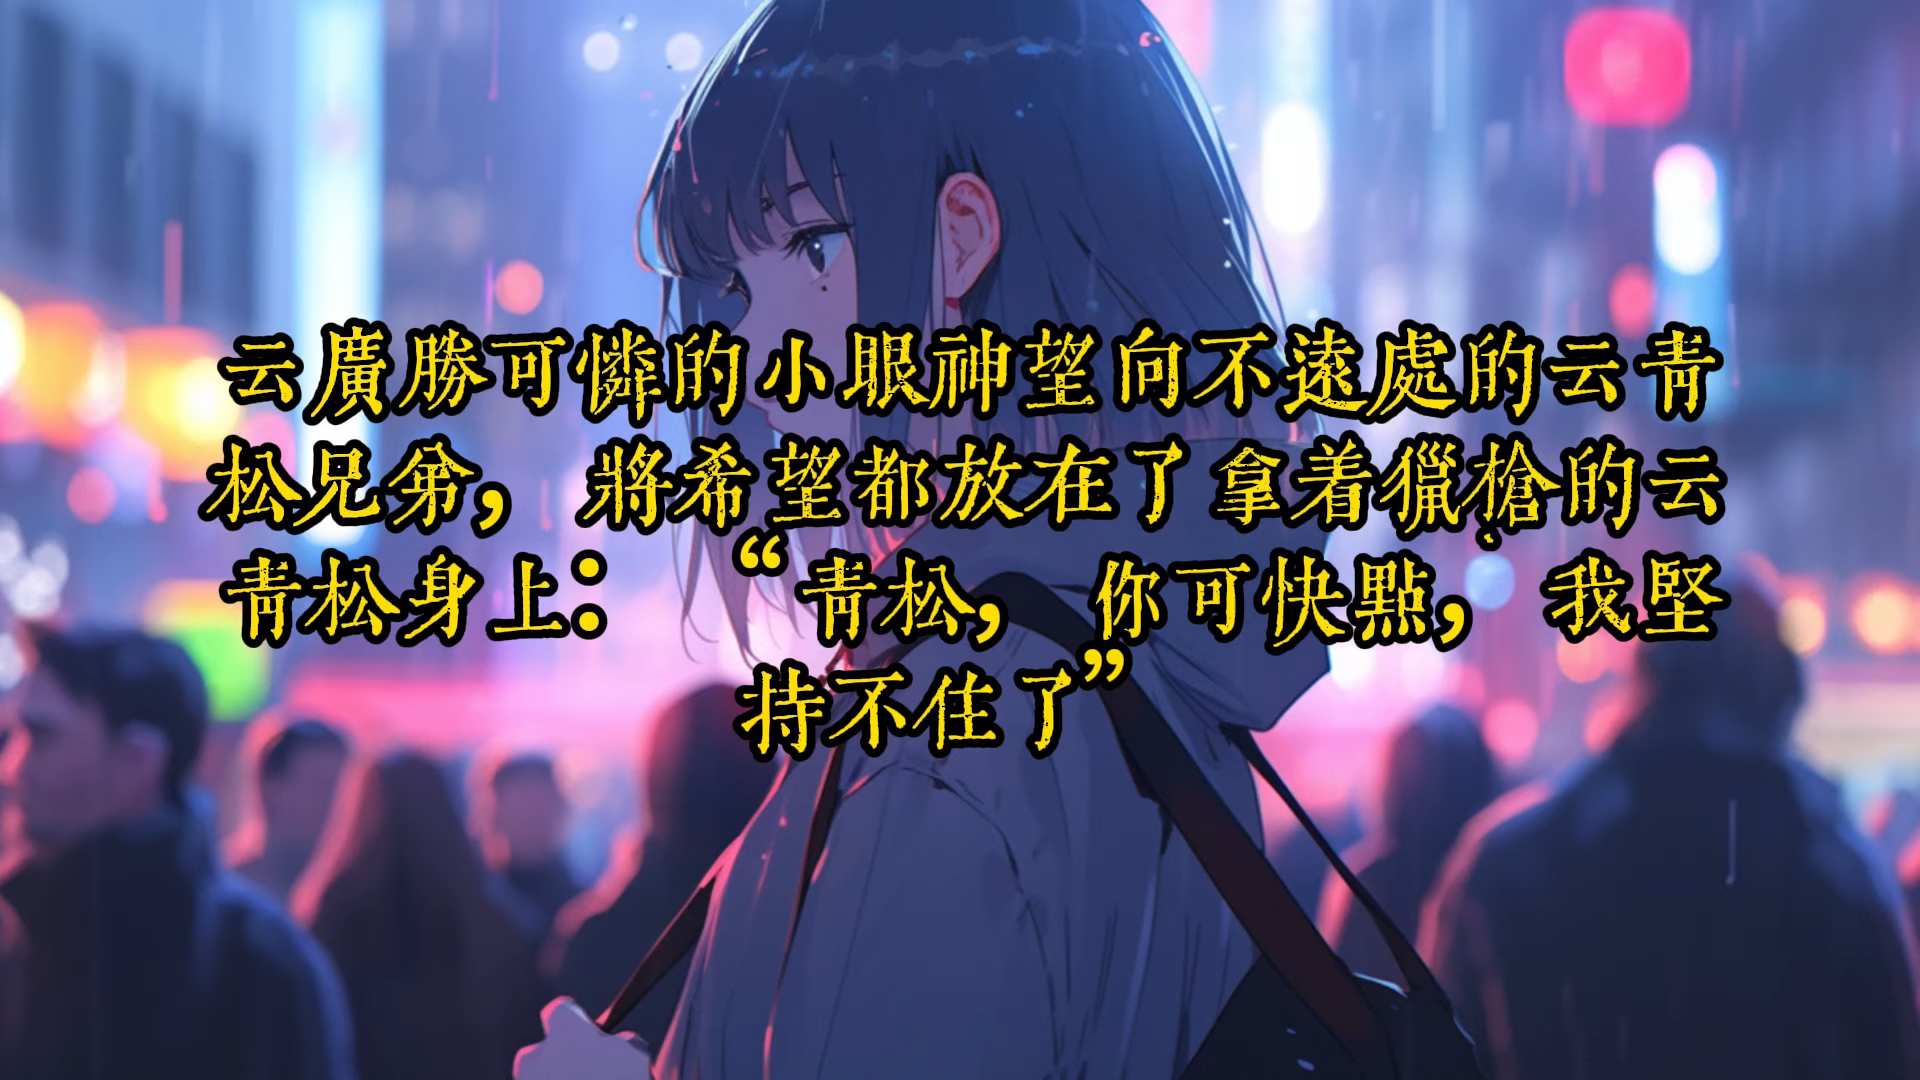 云廣勝可憐的小眼神望向不遠處的云青
松兄弟，將希望都放在了拿着獵槍的云
青松身上：“青松，你可快點，我堅
持不住了”